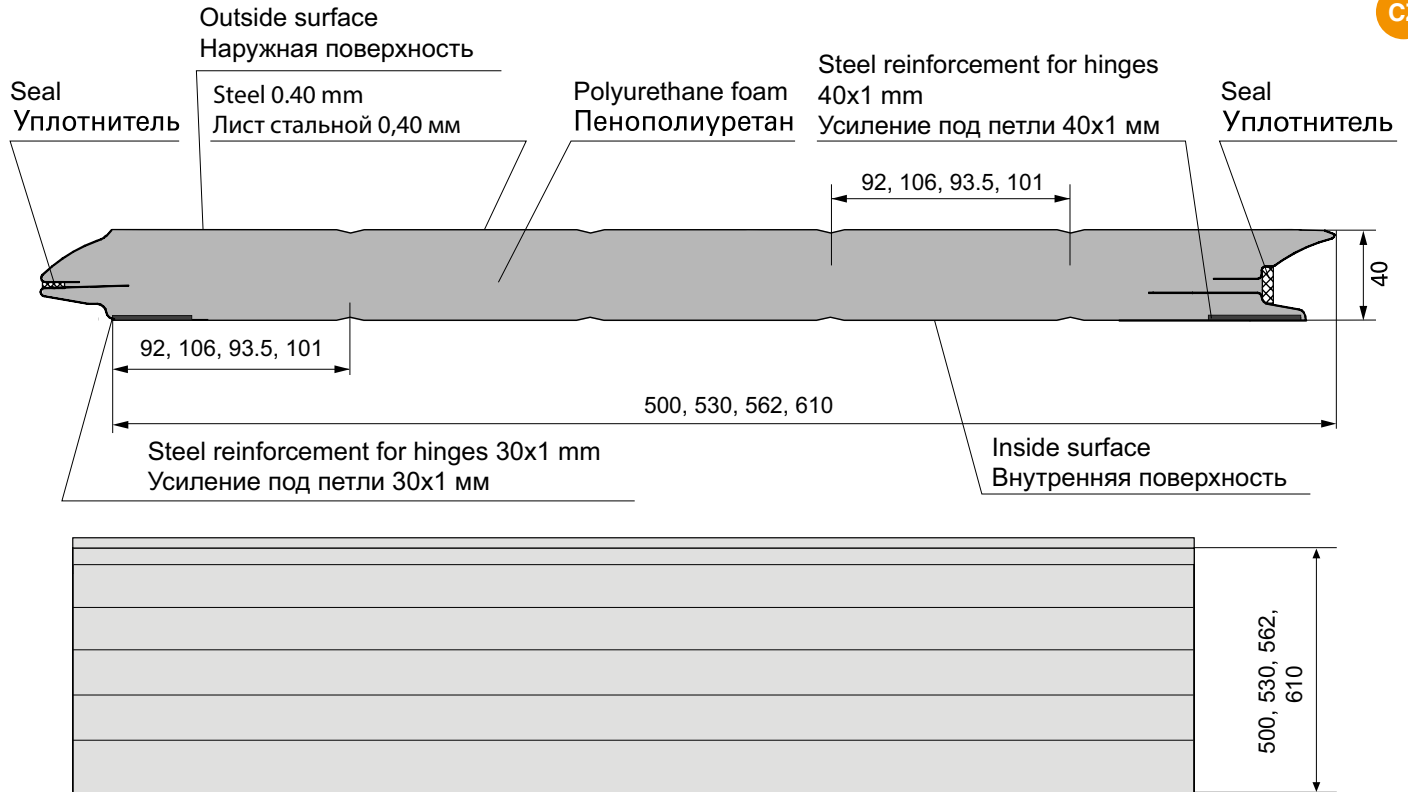 Outside surface
Наружная поверхность
Seal
Уплотнитель
Steel 0.40 mm
Лист стальной 0,40 мм
Polyurethane foam
Пенополиуретан
Steel reinforcement for hinges
40x1 mm
Усиление под петли 40x1 мм
Seal
Уплотнитель
92, 106, 93.5, 101
40
92, 106, 93.5, 101
500, 530, 562, 610
Steel reinforcement for hinges 30x1 mm
Усиление под петли 30x1 мм
Inside surface
Внутренняя поверхность
500, 530, 562,
610